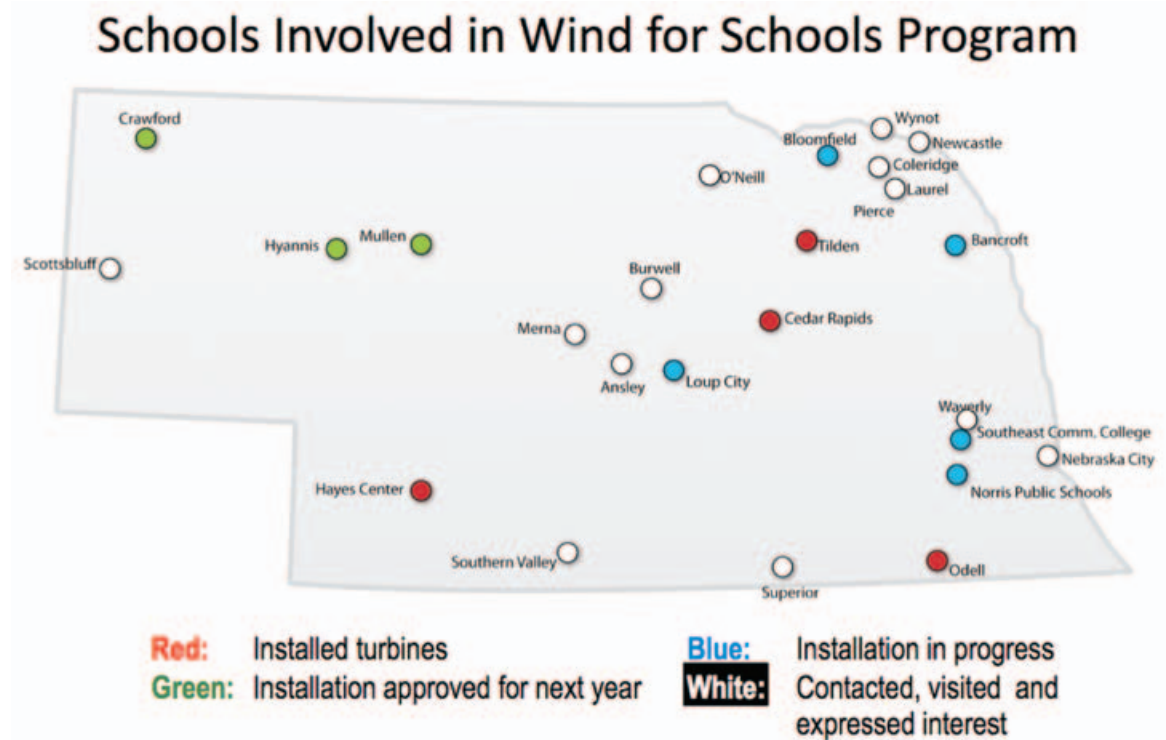 Schools Involved in Wind for Schools Program
Crawford
Wynot
Bloomfield
Newcastle
Coleridge
O'Neill
Laurel
Pierce
Hyannis
Mullen
Tilden
Bancroft
Scottsbluff
Burwell
Cedar Rapids
Merna
Ansley
Loup City
Waverly
Southeast Comm. College
Nebraska City
Hayes Center
Norris Public Schools
Southern Valley
Odell
Superior
Red: Installed turbines
Green: Installation approved for next year
Blue: Installation in progress
White: Contacted, visited and
expressed interest